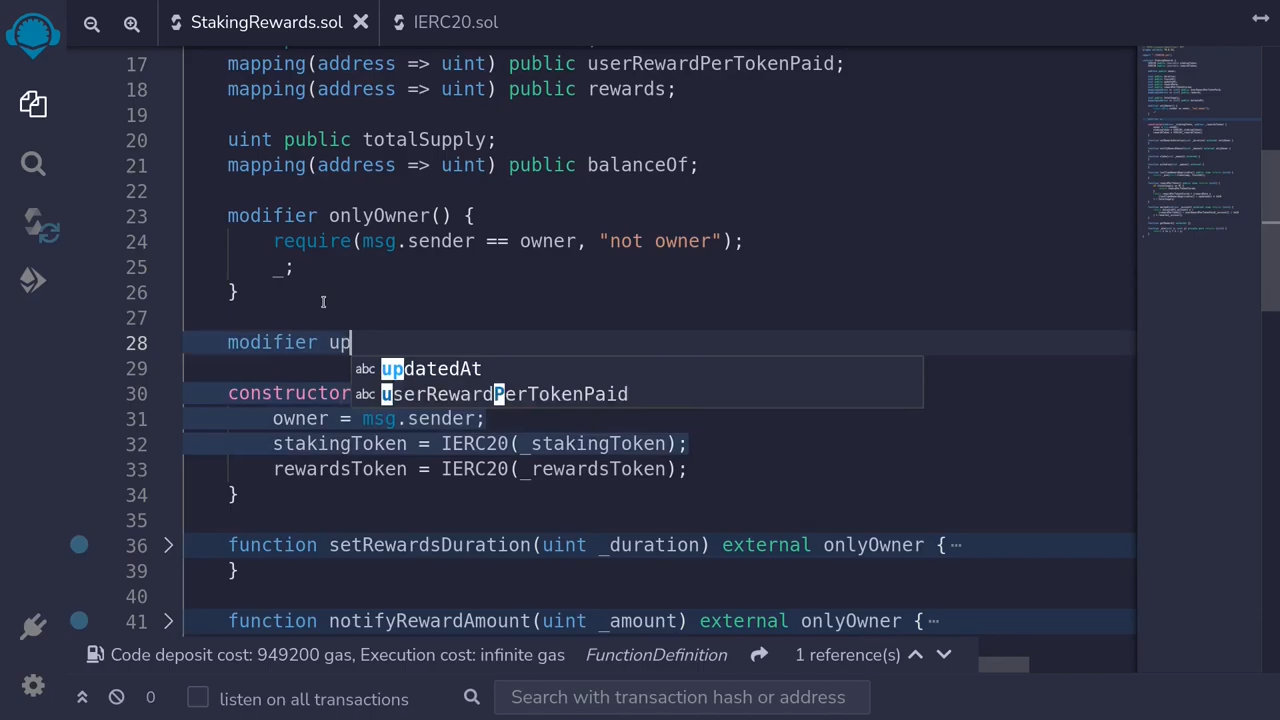 StakingRewards.sol
IERC20.sol
17 mapping(address => uint) public userRewardPerTokenPaid;
18 mapping(address => uint) public rewards;
19
20 uint public totalSupply;
21 mapping(address => uint) public balanceOf;
22
23 modifier onlyOwner() {
24 require(msg.sender == owner, "not owner");
25 _;
26 }
27
28 modifier up
abc updatedAt
29
abc userRewardPerTokenPaid
30 constructor
31 owner = msg.sender;
32 stakingToken = IERC20(_stakingToken);
33 rewardsToken = IERC20(_rewardsToken);
34 }
35
36 function setRewardsDuration(uint _duration) external onlyOwner {⋯
39 }
40
41 function notifyRewardAmount(uint _amount) external onlyOwner {⋯
Code deposit cost: 949200 gas, Execution cost: infinite gas FunctionDefinition 1 reference(s)
0 listen on all transactions Search with transaction hash or address